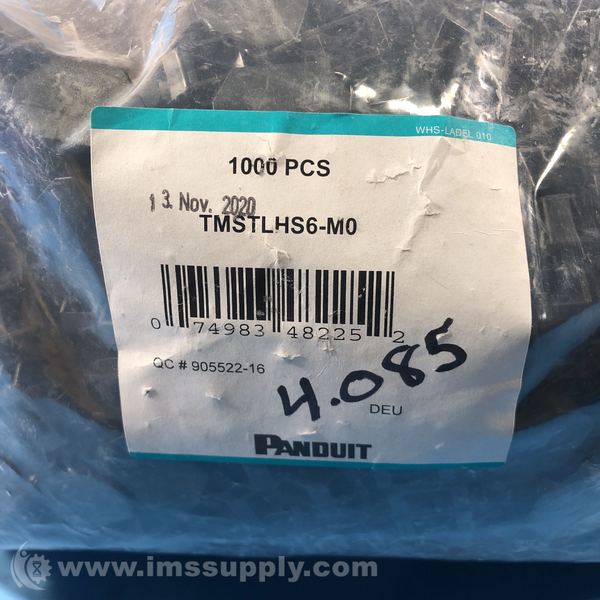 WHS-LABEL 010
1000 PCS
13. Nov. 2020
TMSTLHS6-M0
0 74983 48225 2
QC # 905522-16
4.085
DEU
PANDUIT
www.imssupply.com